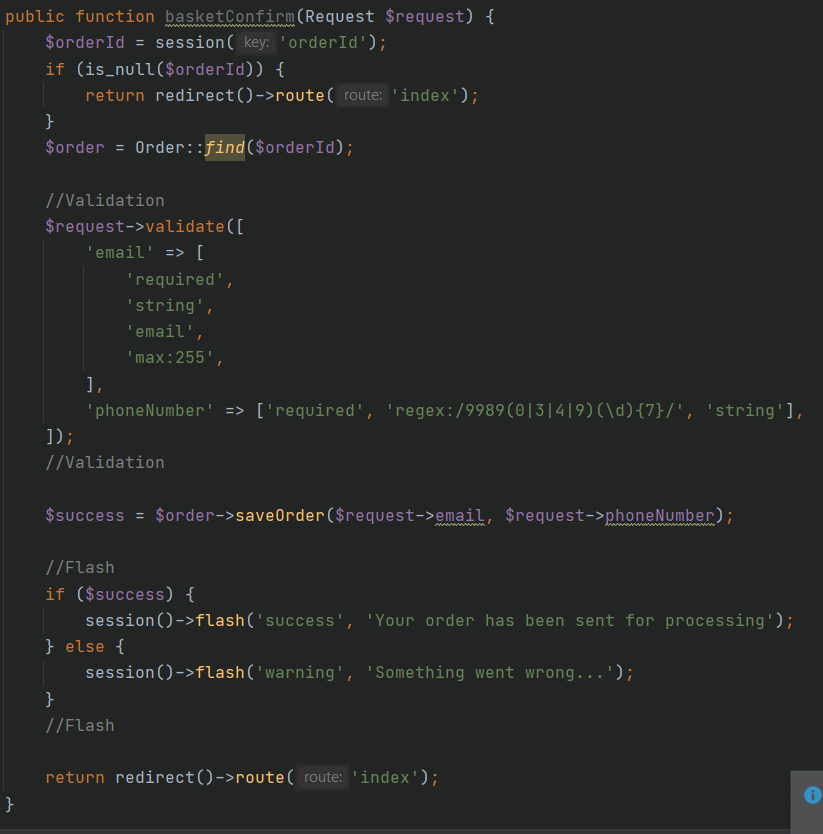 public function basketConfirm(Request $request) {
    $orderId = session( key: 'orderId');
    if (is_null($orderId)) {
        return redirect()->route( route: 'index');
    }
    $order = Order::find($orderId);

    //Validation
    $request->validate([
        'email' => [
            'required',
            'string',
            'email',
            'max:255',
        ],
        'phoneNumber' => ['required', 'regex:/9989(0|3|4|9)(\d){7}/', 'string'],
    ]);
    //Validation

    $success = $order->saveOrder($request->email, $request->phoneNumber);

    //Flash
    if ($success) {
        session()->flash('success', 'Your order has been sent for processing');
    } else {
        session()->flash('warning', 'Something went wrong...');
    }
    //Flash

    return redirect()->route( route: 'index');
}